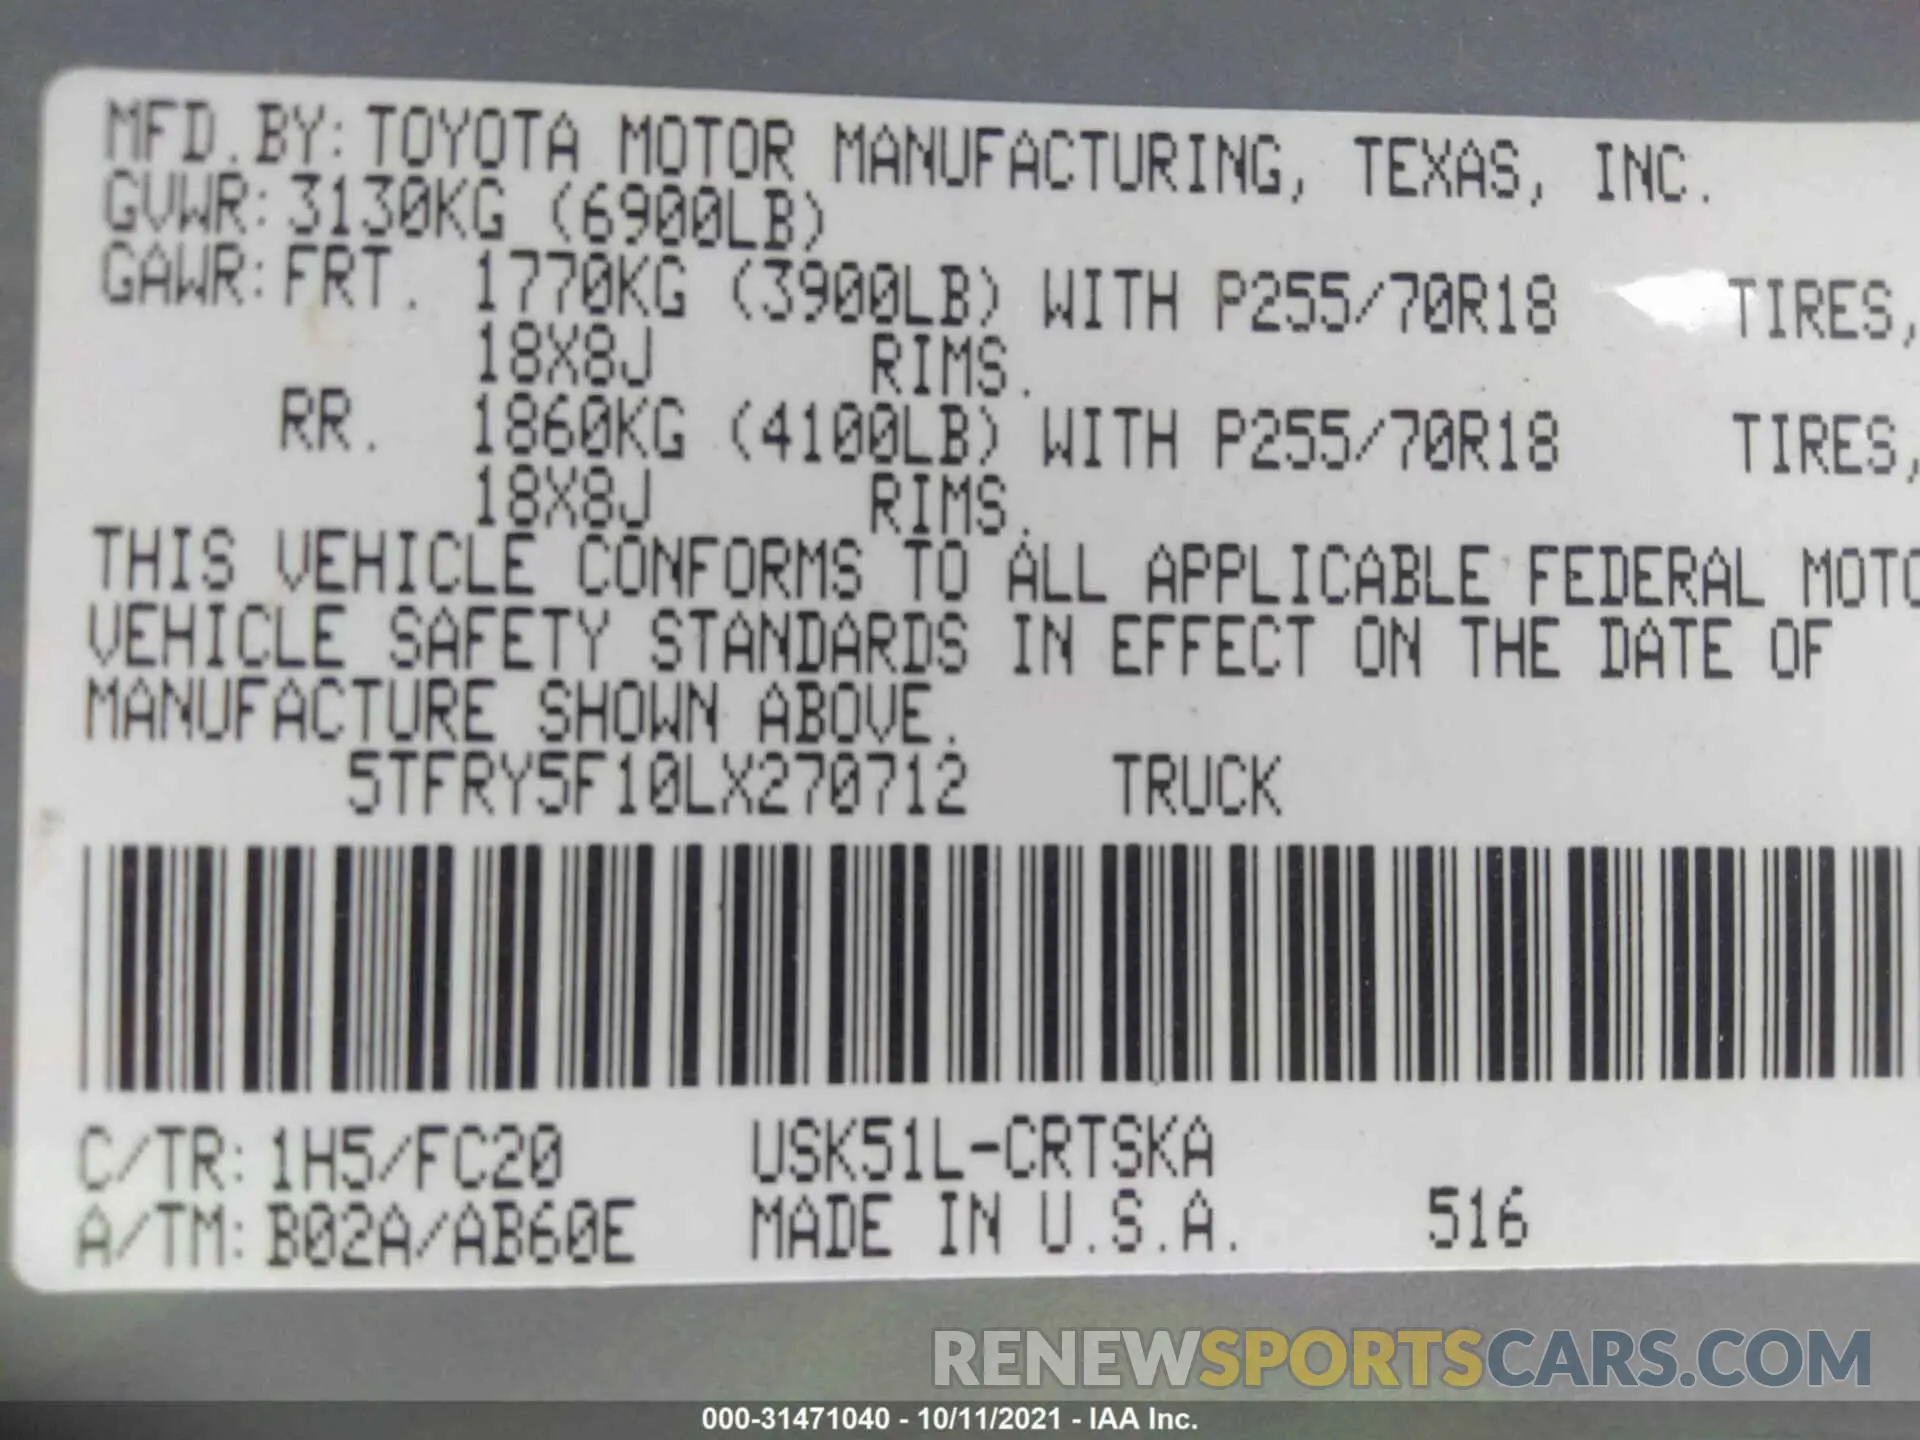 MFD.BY: TOYOTA MOTOR MANUFACTURING, TEXAS, INC.
GVWR: 3130KG (6900LB)
GAWR: FRT. 1770KG (3900LB) WITH P255/70R18 TIRES,
18X8J RIMS.
RR. 1860KG (4100LB) WITH P255/70R18 TIRES,
18X8J RIMS.
THIS VEHICLE CONFORMS TO ALL APPLICABLE FEDERAL MOTO
VEHICLE SAFETY STANDARDS IN EFFECT ON THE DATE OF
MANUFACTURE SHOWN ABOVE.
5TFRY5F10LX270712 TRUCK
C/TR: 1H5/FC20 USK51L-CRTSKA
A/TM: B02A/AB60E MADE IN U.S.A. 516
RENEWSPORTSCARS.COM
000-31471040 - 10/11/2021 - IAA Inc.